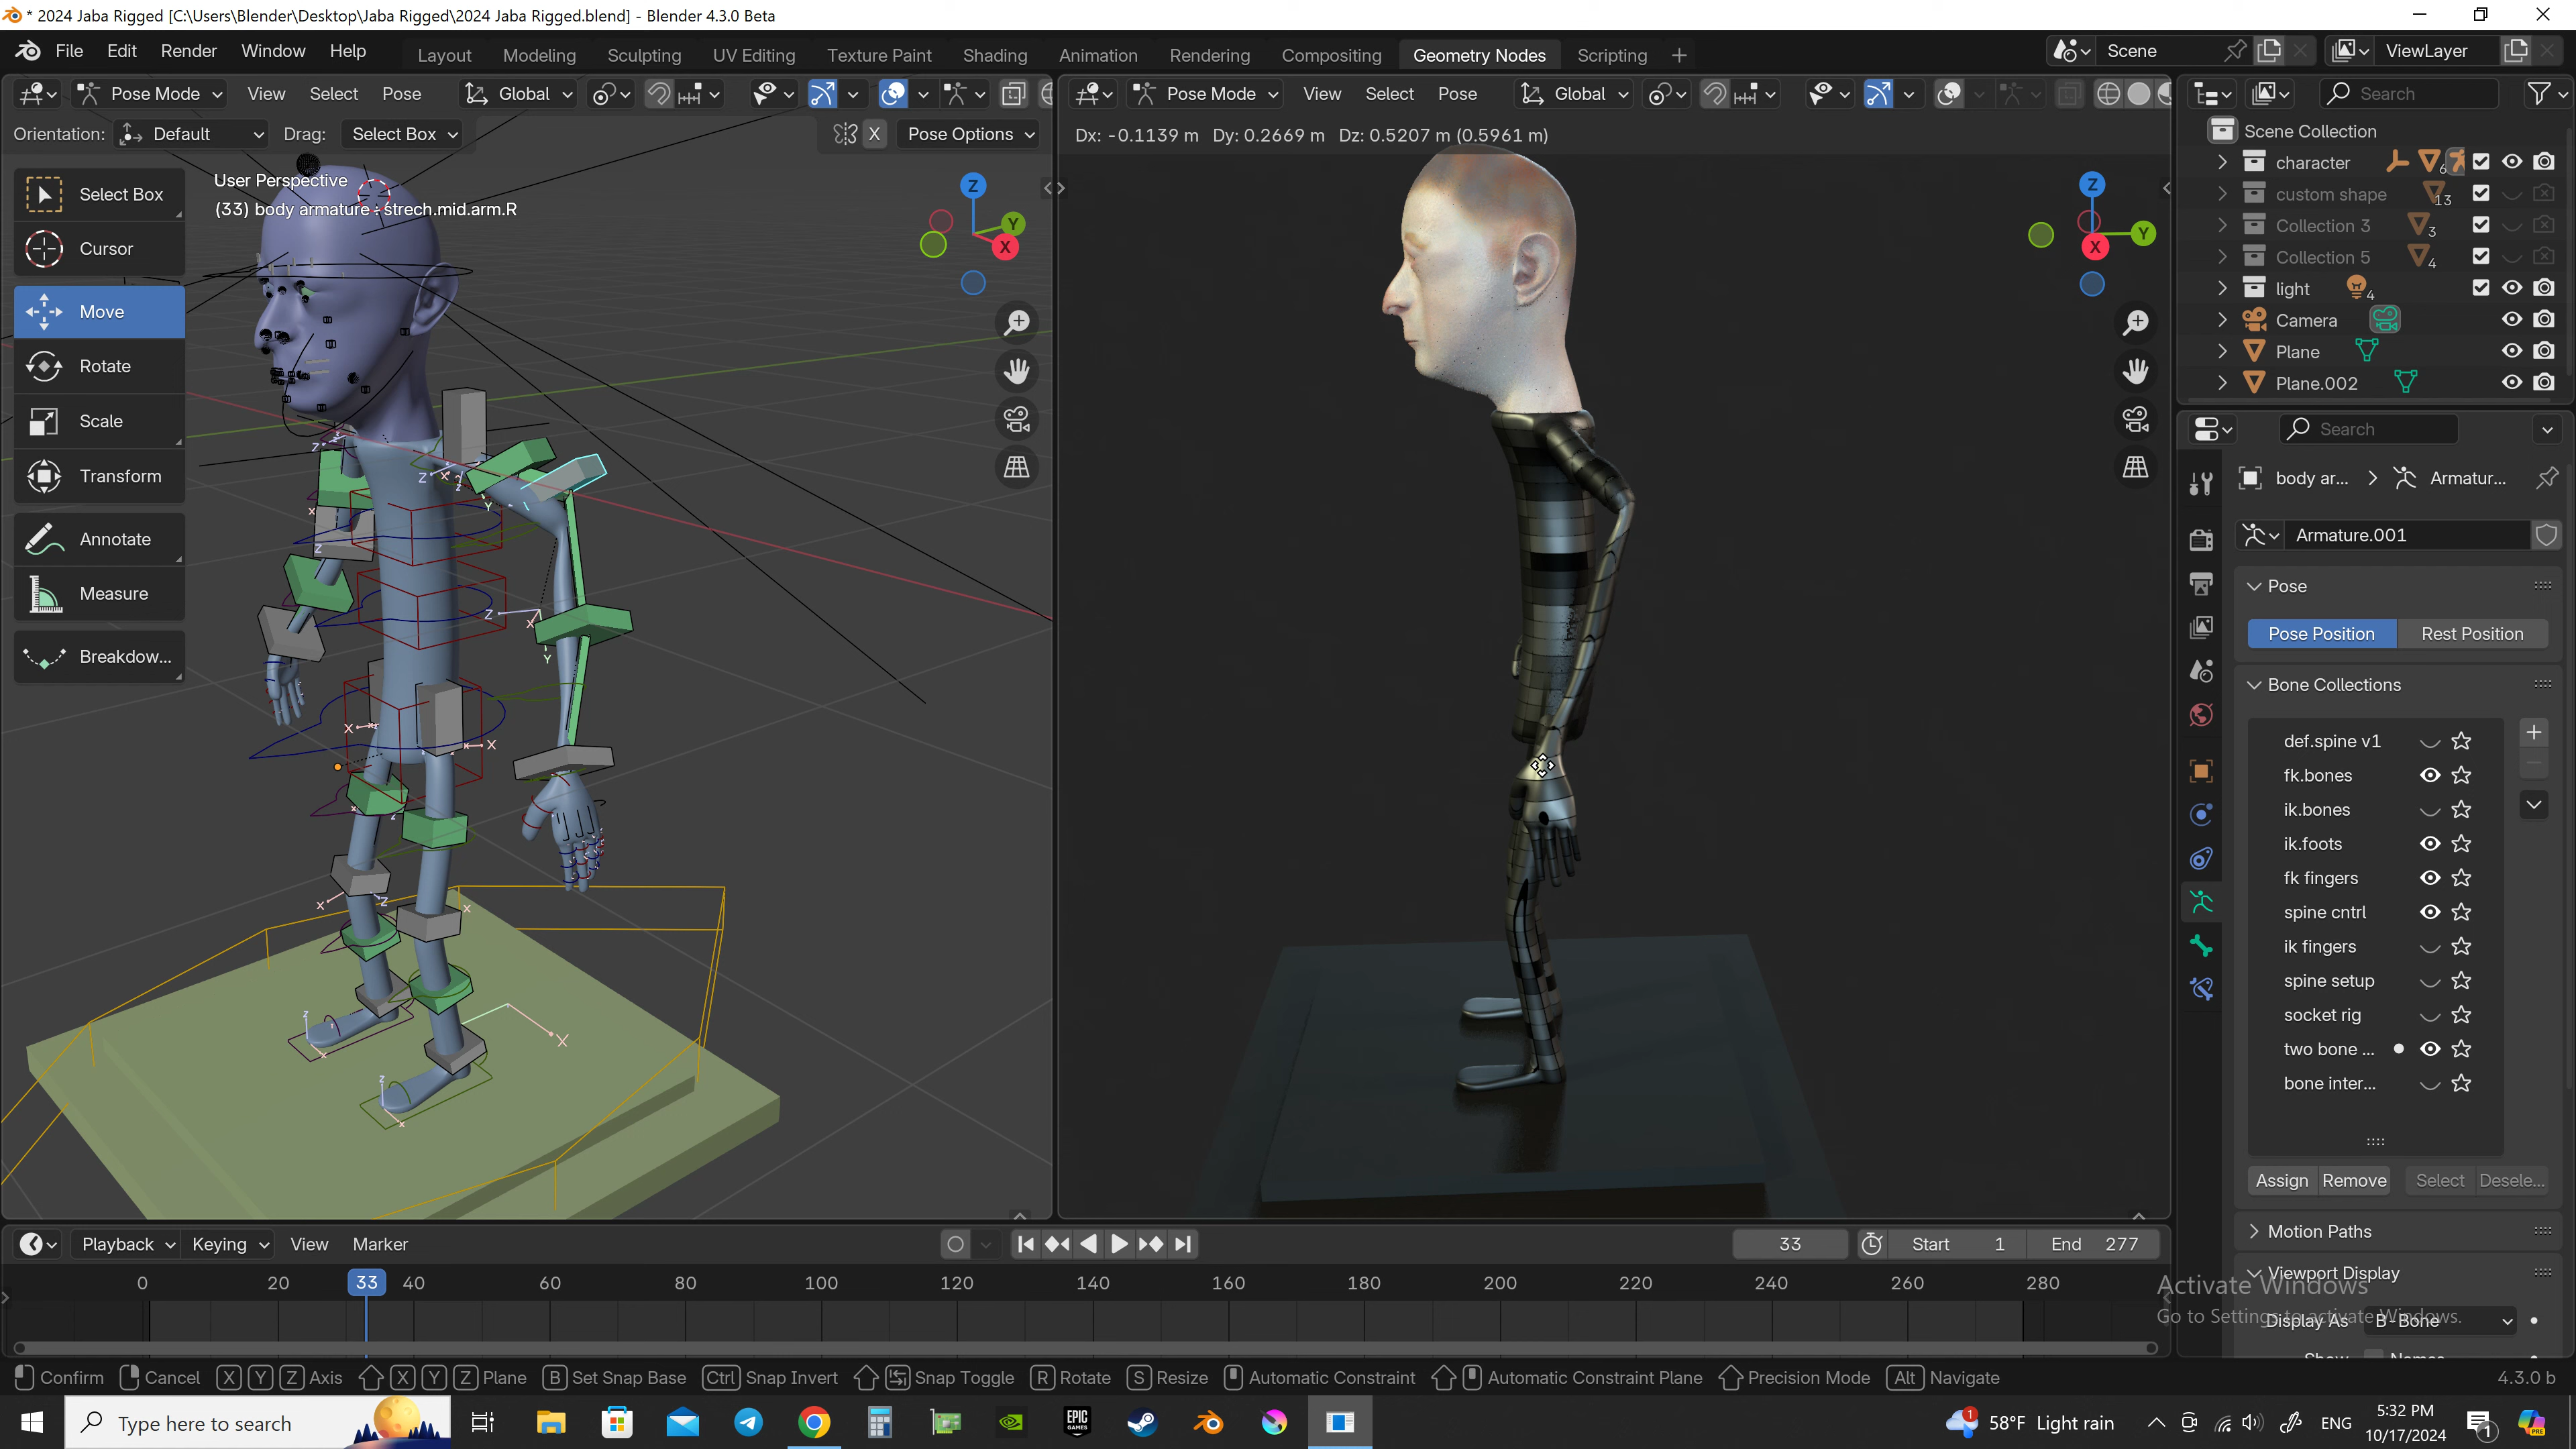 * 2024 Jaba Rigged [C:\Users\Blender\Desktop\Jaba Rigged\2024 Jaba Rigged.blend] - Blender 4.3.0 Beta
File Edit Render Window Help
Layout Modeling Sculpting UV Editing Texture Paint Shading Animation Rendering Compositing Geometry Nodes Scripting +
Scene
ViewLayer
Pose Mode View Select Pose Global
Orientation: Default Drag: Select Box
X Pose Options
User Perspective
(33) body armature : strech.mid.arm.R
Select Box
Cursor
Move
Rotate
Scale
Transform
Annotate
Measure
Breakdow...
Z
Y
X
Pose Mode View Select Pose Global
Dx: -0.1139 m Dy: 0.2669 m Dz: 0.5207 m (0.5961 m)
Z
Y
X
Search
Scene Collection
character 6
custom shape 13
Collection 3 3
Collection 5 4
light 4
Camera
Plane
Plane.002
Search
body ar... > Armatur...
Armature.001
Pose
Pose Position Rest Position
Bone Collections
def.spine v1
fk.bones
ik.bones
ik.foots
fk fingers
spine cntrl
ik fingers
spine setup
socket rig
two bone ...
bone inter...
Assign Remove Select Desele...
Motion Paths
Viewport Display
Display As B-Bone
Activate Windows
Go to Settings to activate Windows.
Playback Keying View Marker
33 Start 1 End 277
0 20 33 40 60 80 100 120 140 160 180 200 220 240 260 280
Confirm Cancel X Y Z Axis X Y Z Plane B Set Snap Base Ctrl Snap Invert Snap Toggle R Rotate S Resize Automatic Constraint Automatic Constraint Plane Precision Mode Alt Navigate
4.3.0 b
Type here to search
EPIC GAMES
1 58°F Light rain
ENG
5:32 PM
10/17/2024
1
PRE